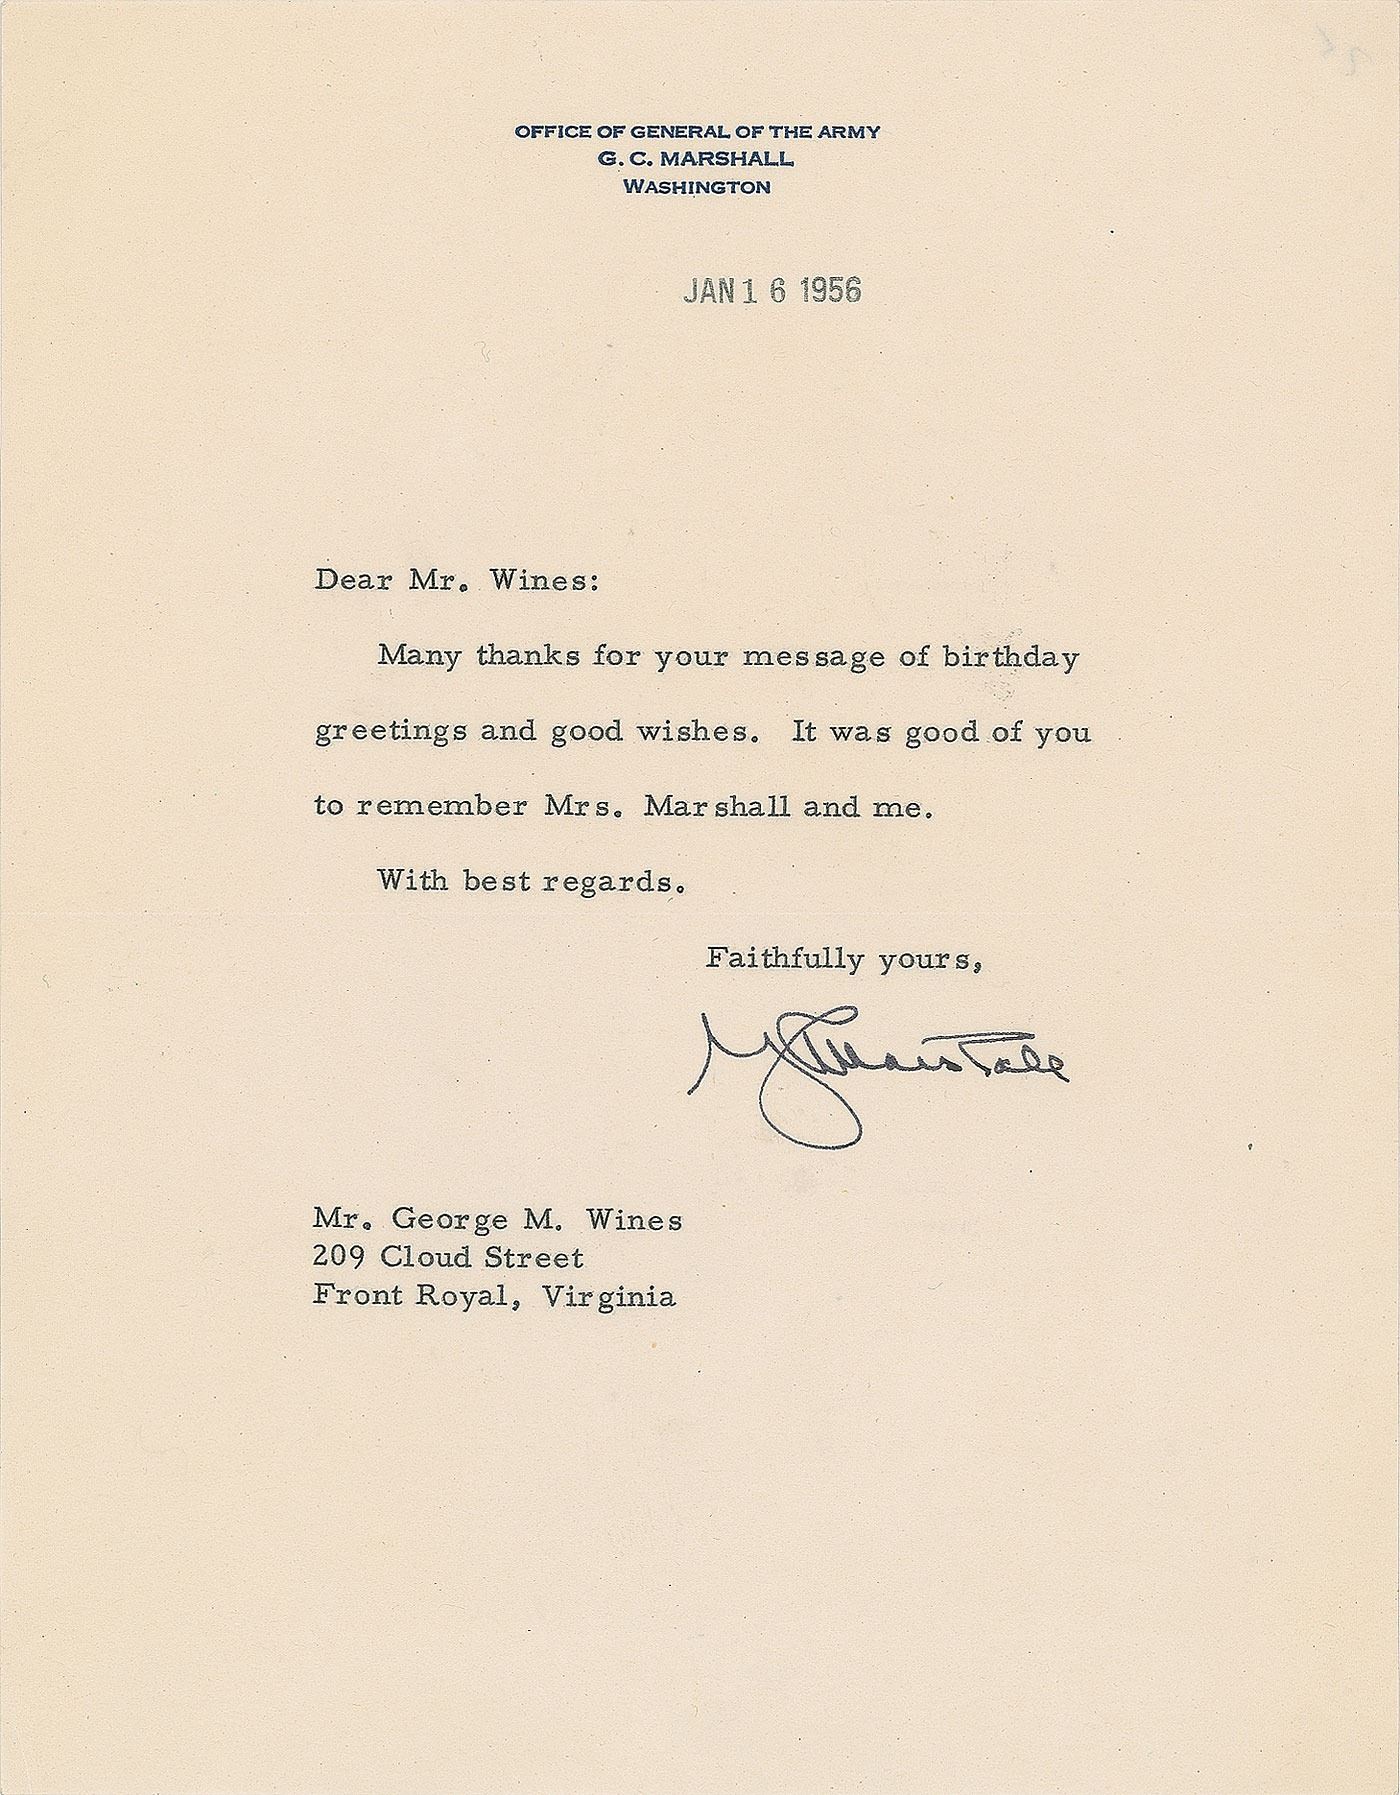 OFFICE OF GENERAL OF THE ARMY
G. C. MARSHALL
WASHINGTON
JAN 16 1956
Dear Mr. Wines:
Many thanks for your message of birthday
greetings and good wishes. It was good of you
to remember Mrs. Marshall and me.
With best regards.
Faithfully yours,
G. C. Marshall
Mr. George M. Wines
209 Cloud Street
Front Royal, Virginia